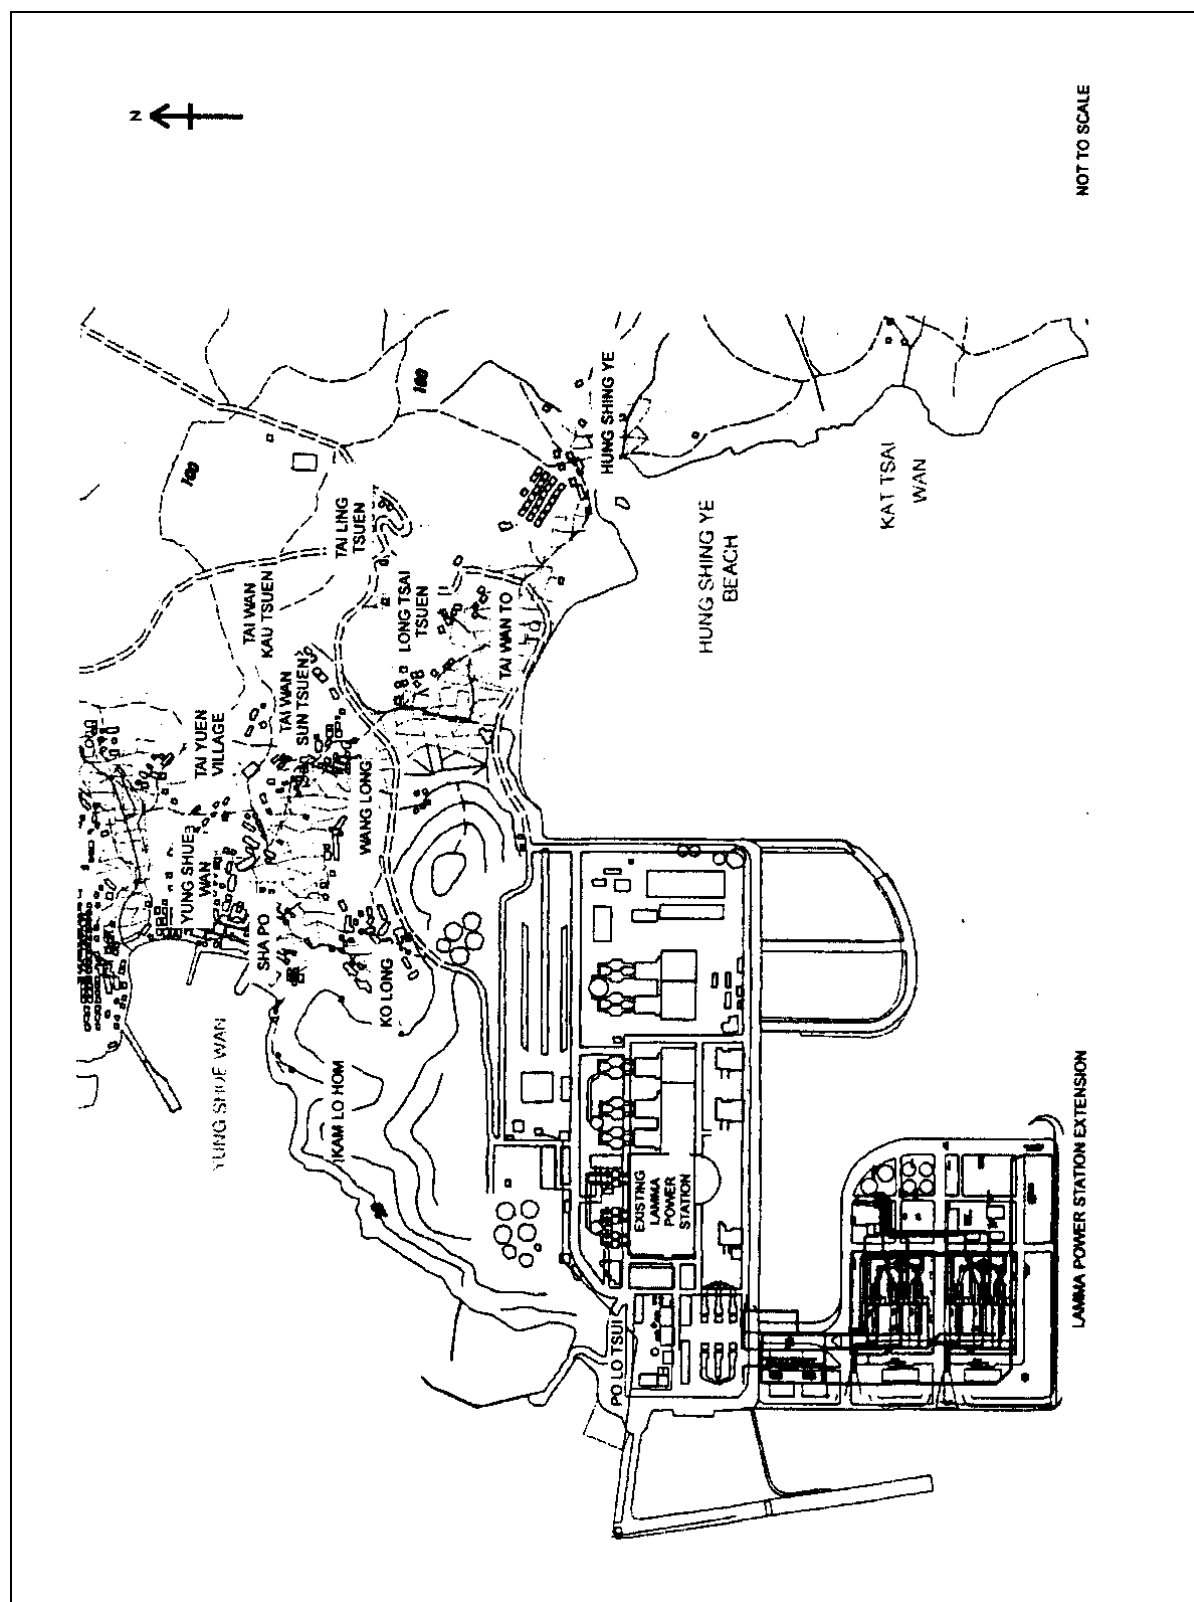 N
YUNG SHUE
WAN
TAI YUEN
VILLAGE
100
YUNG SHUE WAN
SHA PO
TAI WAN
KAU TSUEN
TAI WAN
SUN TSUEN
KAM LO HOM
TAI LING
TSUEN
WANG LONG
KO LONG
LONG TSAI
TSUEN
100
TAI WAN TO
PO LO TSUI
HUNG SHING YE
EXISTING
LAMMA
POWER
STATION
HUNG SHING YE
BEACH
KAT TSAI
WAN
LAMMA POWER STATION EXTENSION
NOT TO SCALE